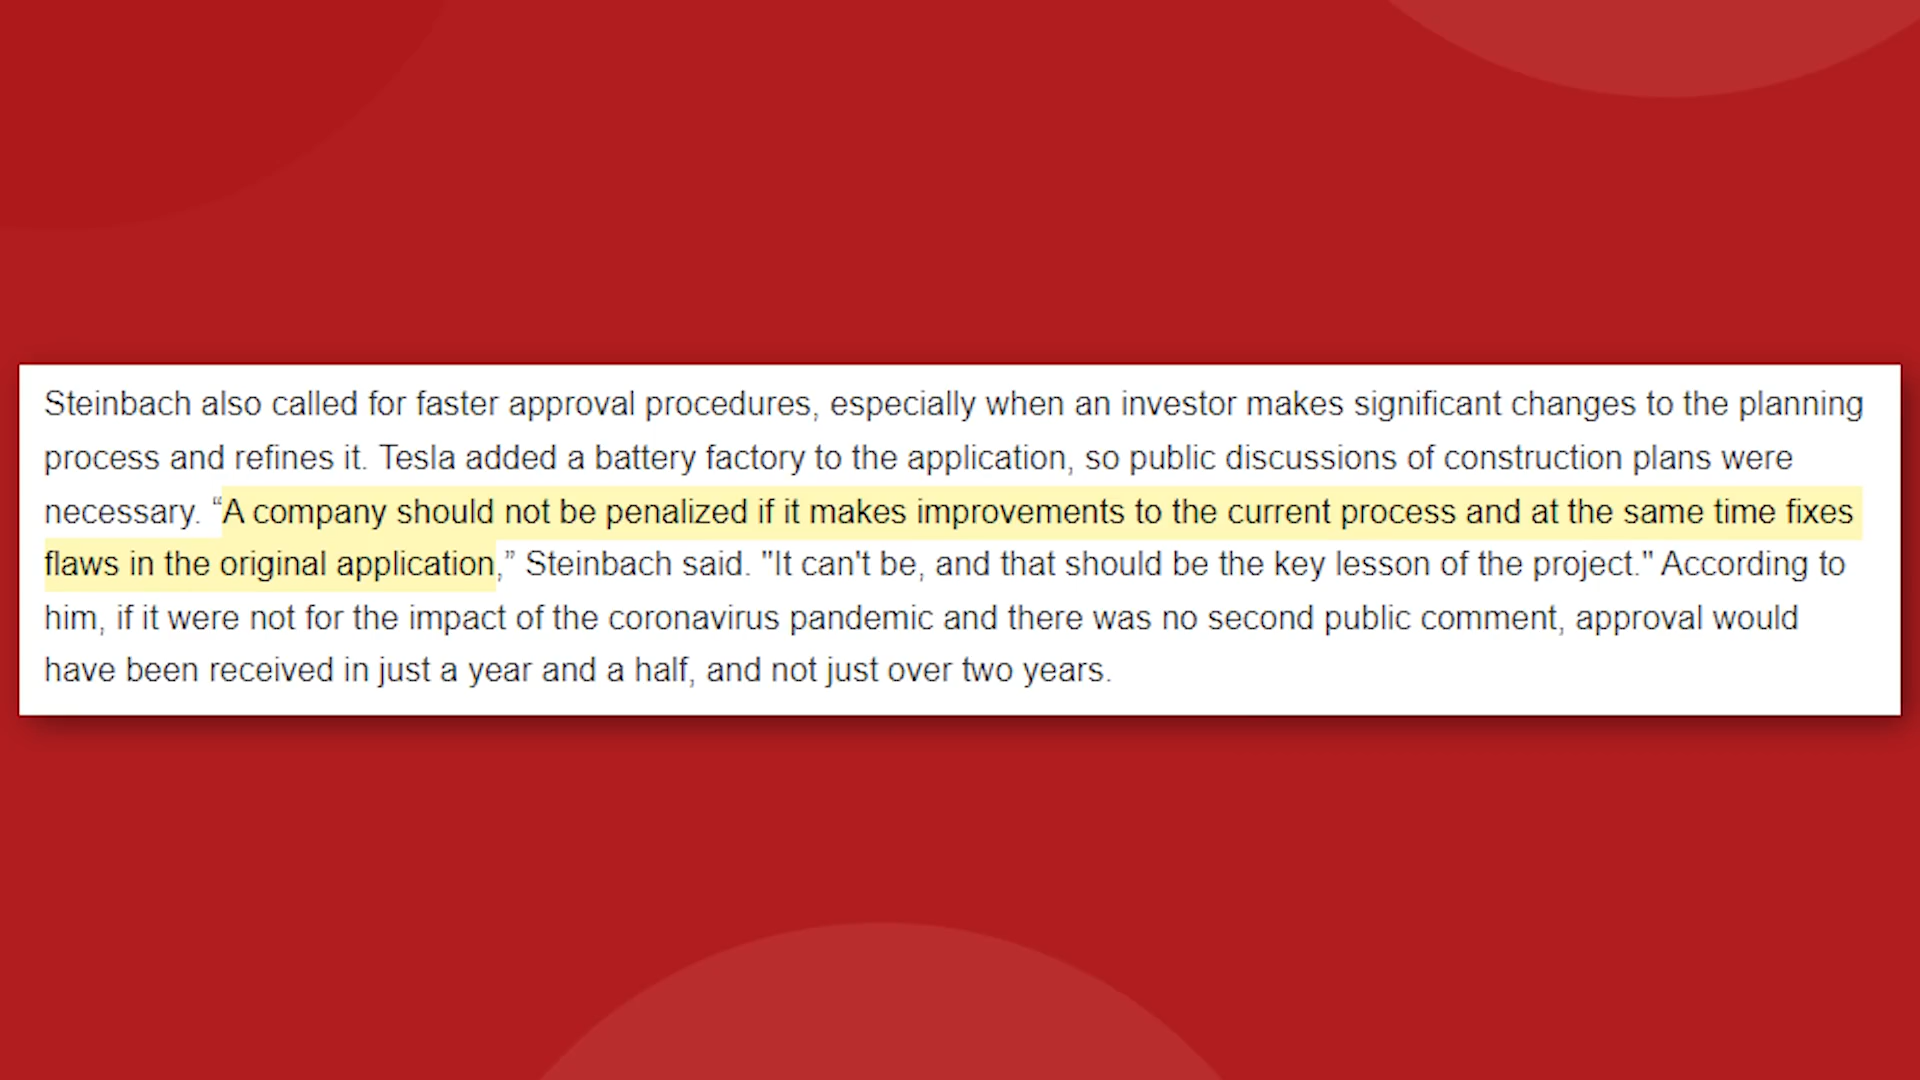 Steinbach also called for faster approval procedures, especially when an investor makes significant changes to the planning
process and refines it. Tesla added a battery factory to the application, so public discussions of construction plans were
necessary. “A company should not be penalized if it makes improvements to the current process and at the same time fixes
flaws in the original application,” Steinbach said. "It can't be, and that should be the key lesson of the project." According to
him, if it were not for the impact of the coronavirus pandemic and there was no second public comment, approval would
have been received in just a year and a half, and not just over two years.